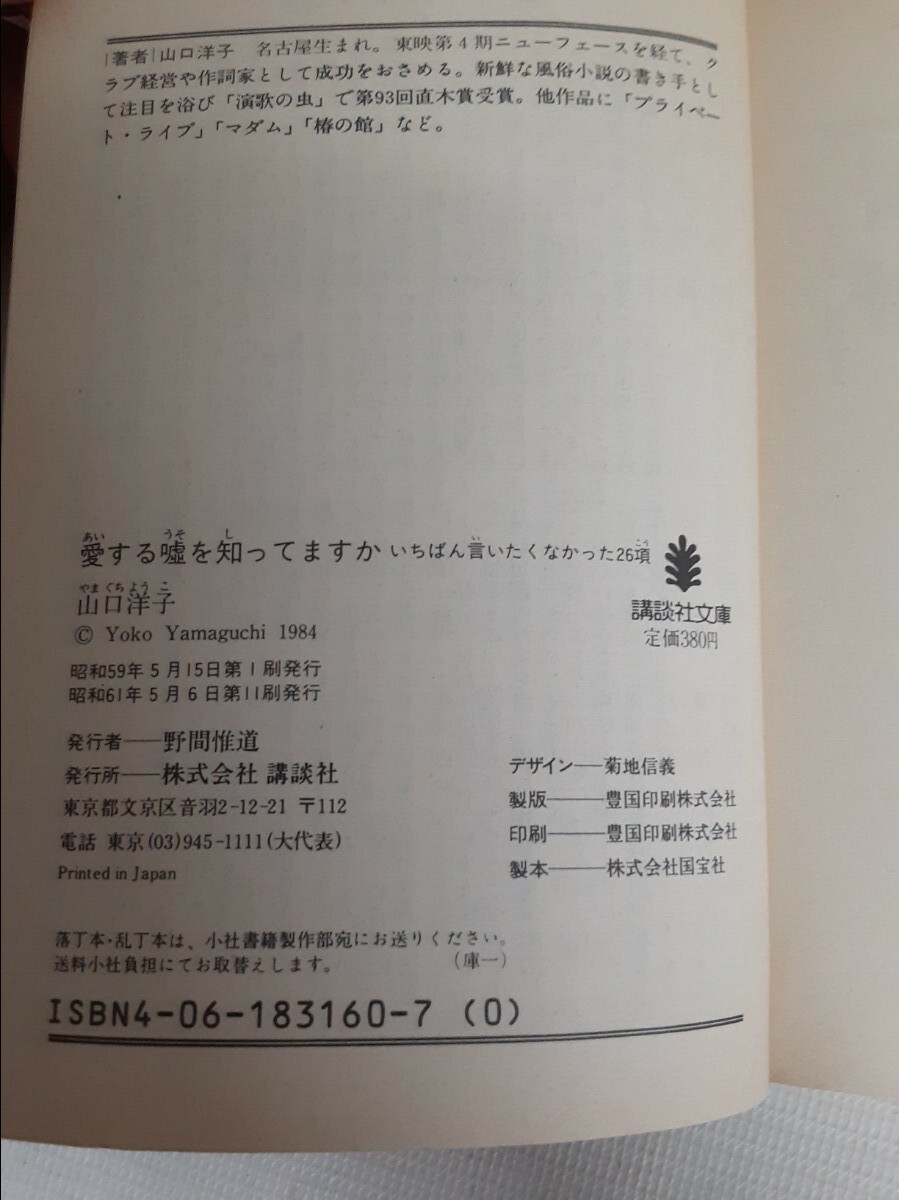 |著者|山口洋子　名古屋生まれ。東映第4期ニューフェースを経て、ク
ラブ経営や作詞家として成功をおさめる。新鮮な風俗小説の書き手とし
て注目を浴び「演歌の虫」で第93回直木賞受賞。他作品に「プライベー
ト・ライブ」「マダム」「椿の館」など。
愛する嘘を知ってますか いちばん言いたくなかった26項
山口洋子
© Yoko Yamaguchi 1984
講談社文庫
定価380円
昭和59年5月15日第1刷発行
昭和61年5月6日第11刷発行
発行者――野間惟道
発行所――株式会社 講談社
東京都文京区音羽2-12-21 〒112
電話 東京(03)945-1111(大代表)
Printed in Japan
デザイン――菊地信義
製版――――豊国印刷株式会社
印刷――――豊国印刷株式会社
製本――――株式会社国宝社
落丁本・乱丁本は、小社書籍製作部宛にお送りください。
送料小社負担にてお取替えします。　（庫一）
ISBN4-06-183160-7 (0)